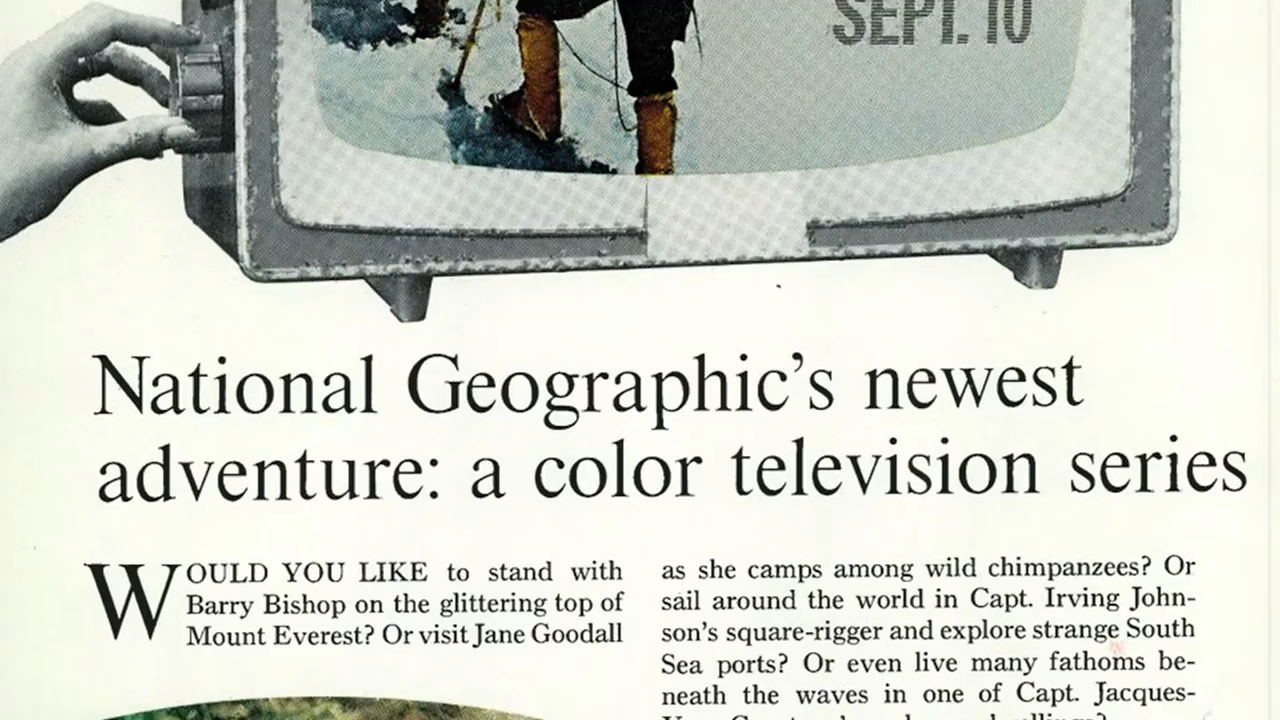 SEPT. 10
National Geographic's newest
adventure: a color television series
WOULD YOU LIKE to stand with
Barry Bishop on the glittering top of
Mount Everest? Or visit Jane Goodall
as she camps among wild chimpanzees? Or
sail around the world in Capt. Irving John-
son's square-rigger and explore strange South
Sea ports? Or even live many fathoms be-
neath the waves in one of Capt. Jacques-